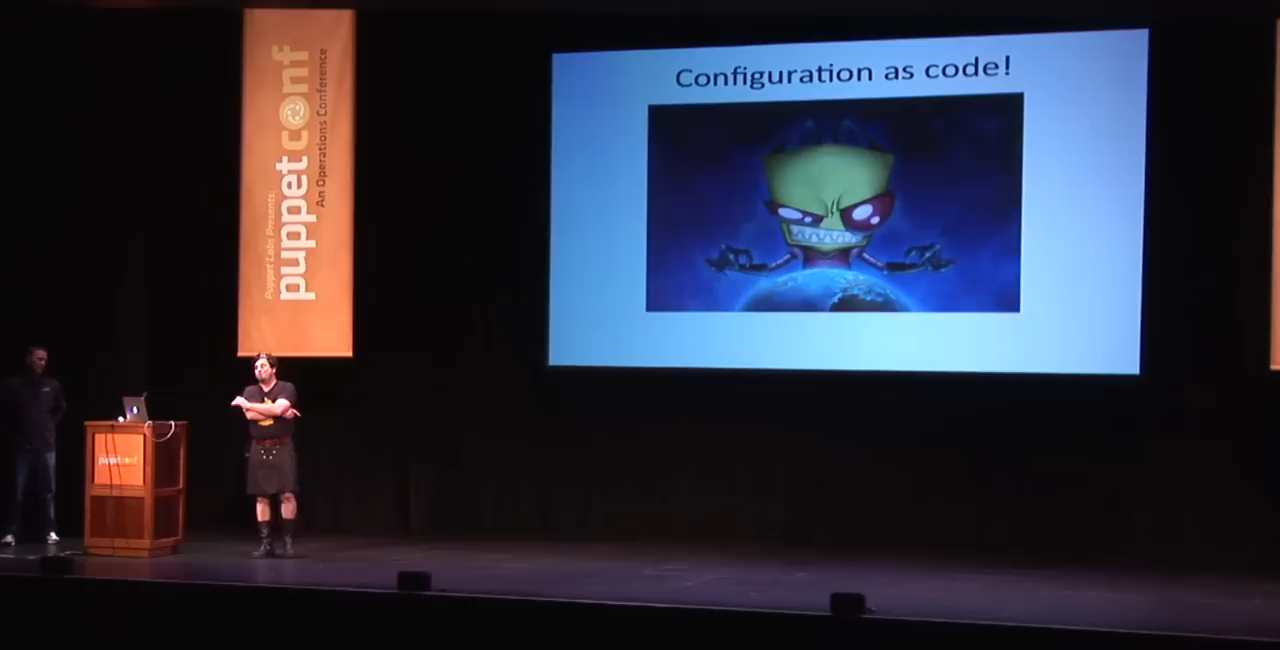 Configuration as code!
Puppet Labs Presents:
puppetconf
An Operations Conference
puppetconf